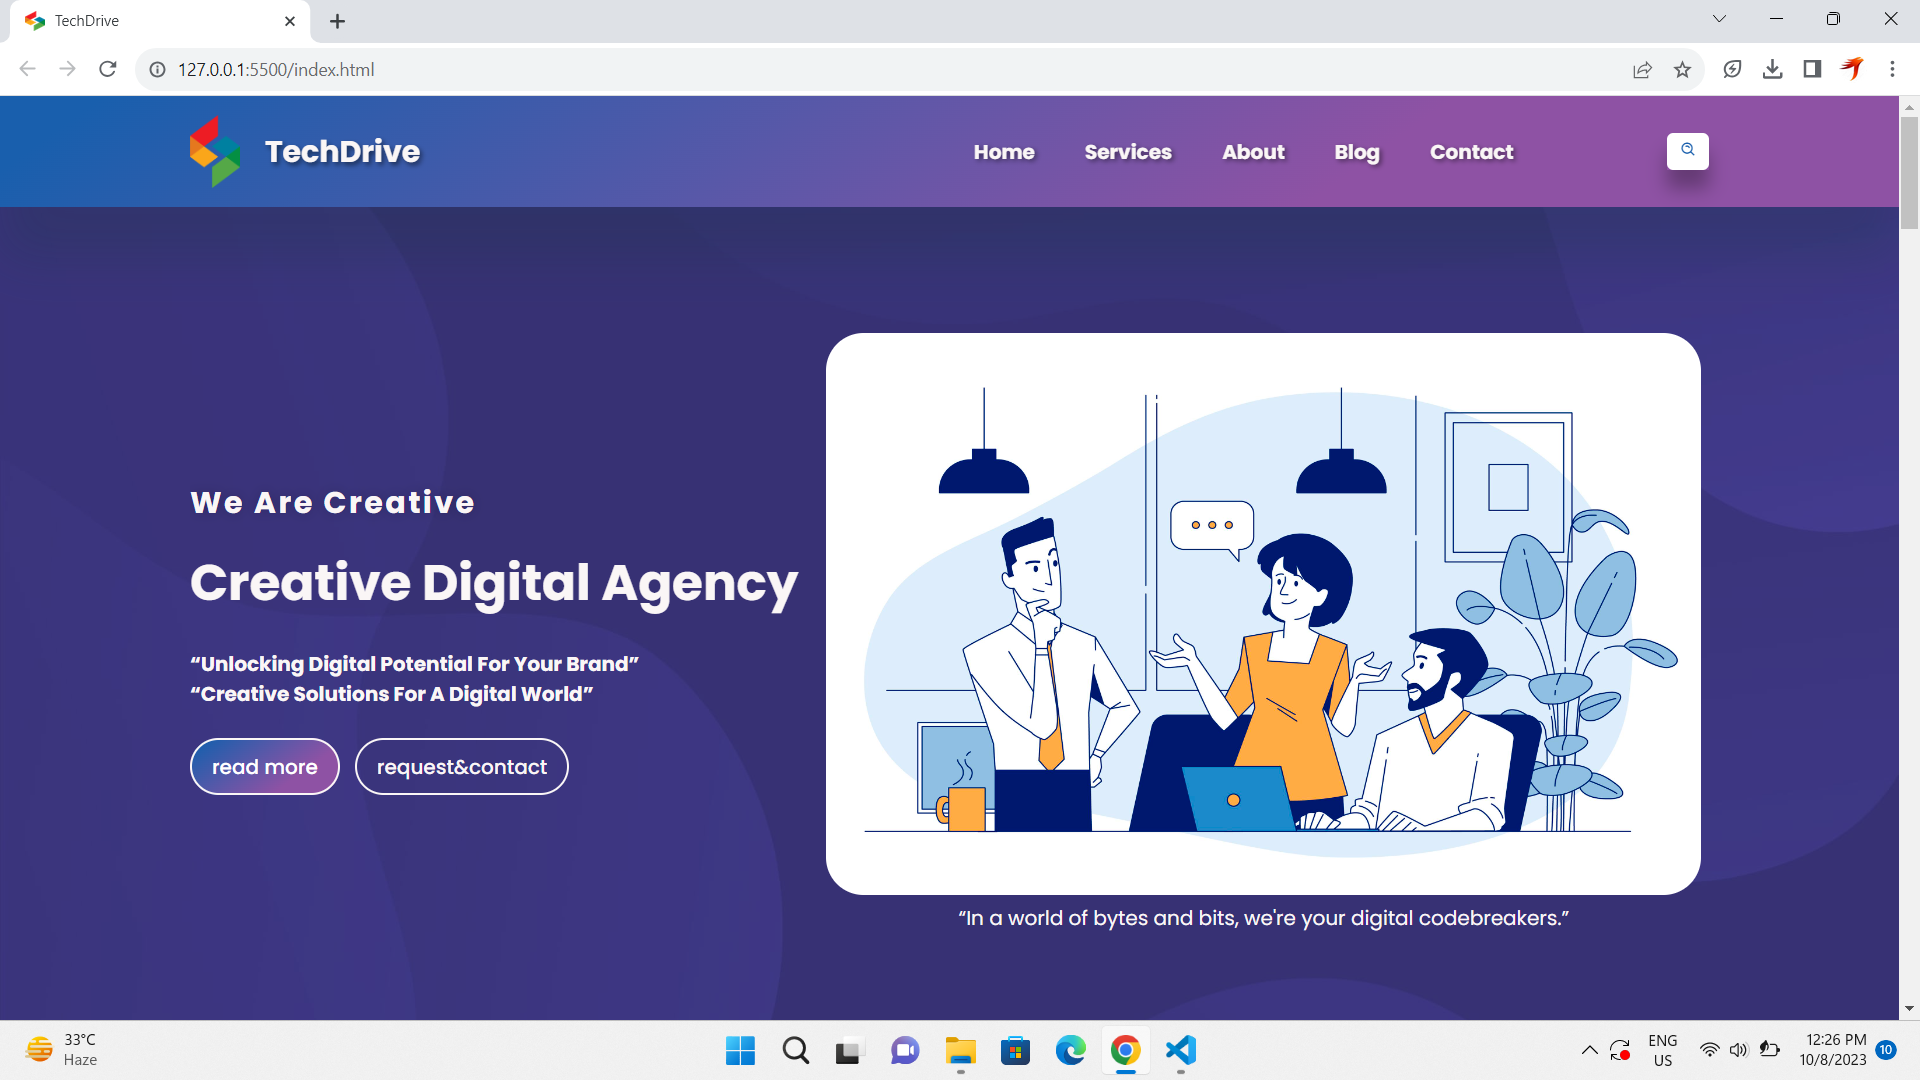 TechDrive
127.0.0.1:5500/index.html
TechDrive
Home Services About Blog Contact
We Are Creative
Creative Digital Agency
“Unlocking Digital Potential For Your Brand”
“Creative Solutions For A Digital World”
read more request&contact
“In a world of bytes and bits, we're your digital codebreakers.”
33°C
Haze
ENG
US
12:26 PM
10/8/2023
10